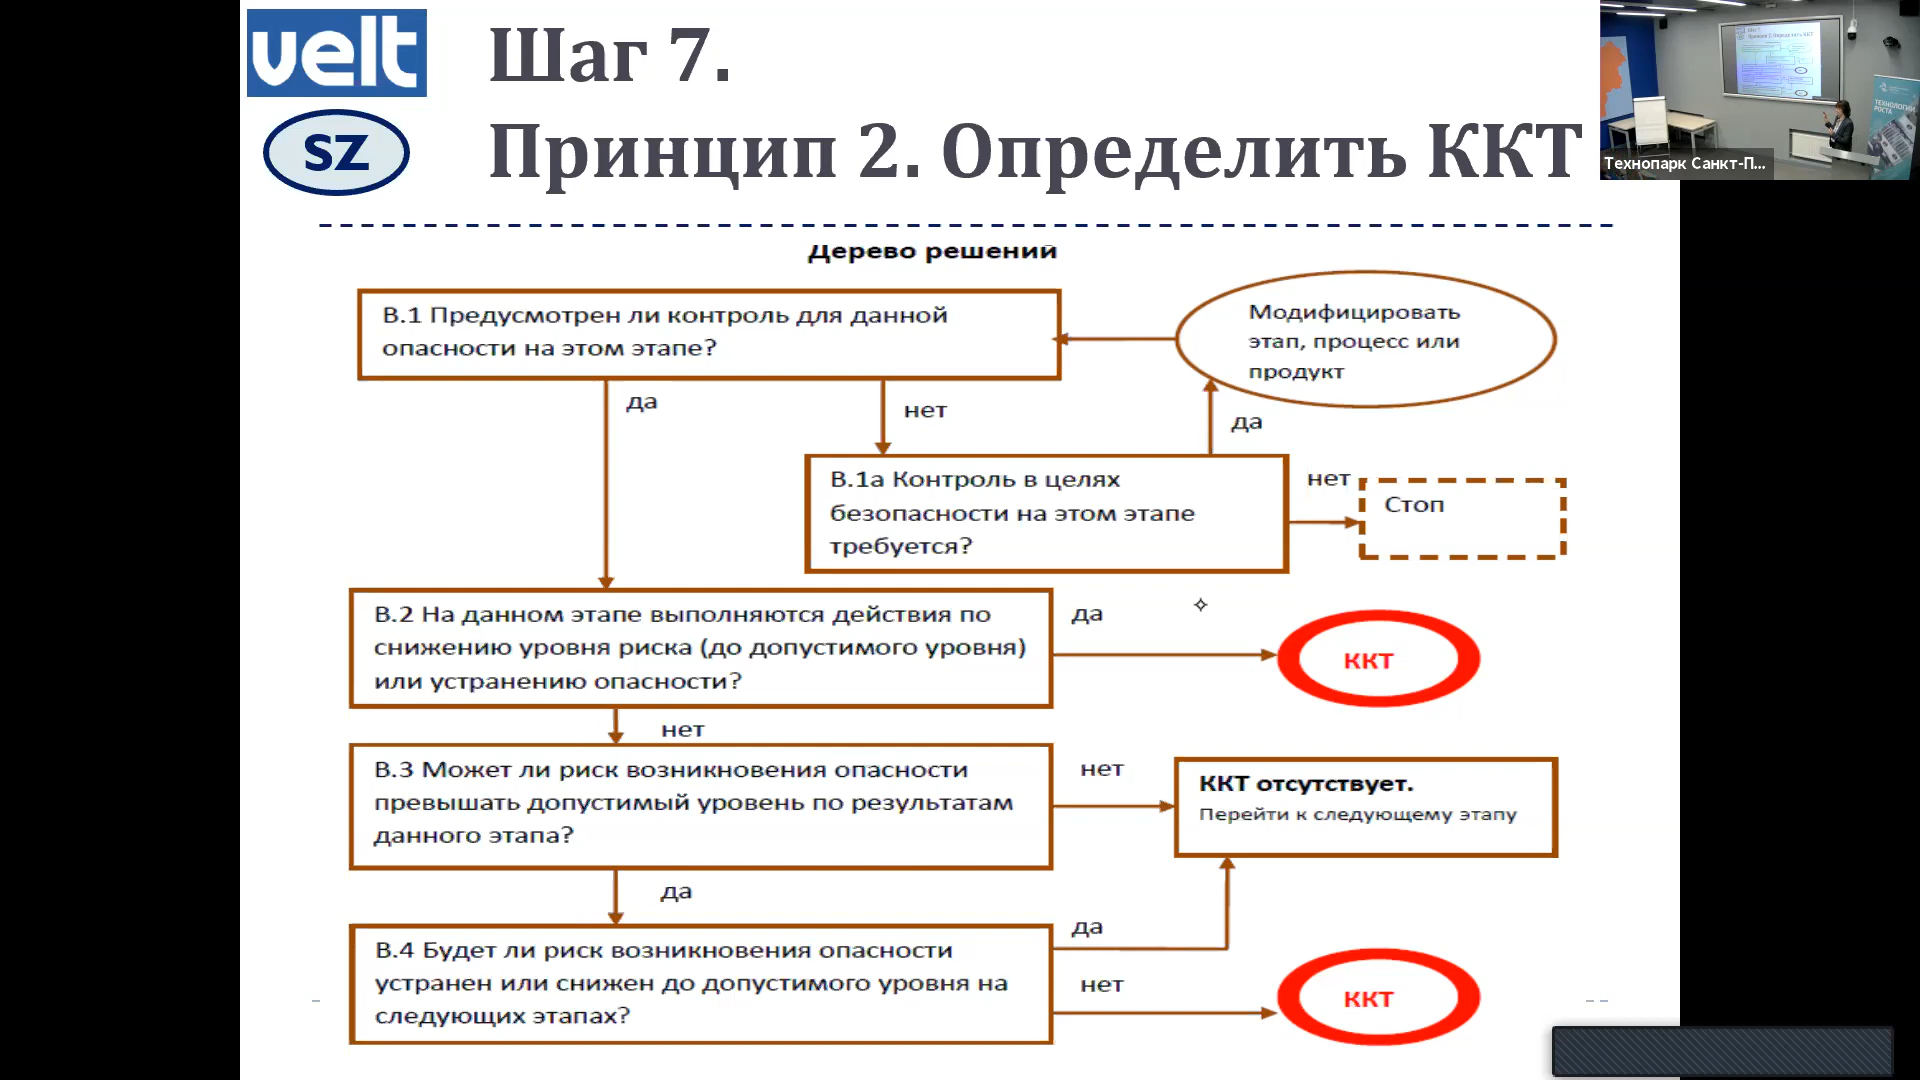 velt
SZ
Шаг 7.
Принцип 2. Определить ККТ
Технопарк Санкт-П...
ТЕХНОЛОГИИ
РОСТА
Дерево решений
В.1 Предусмотрен ли контроль для данной
опасности на этом этапе?
Модифицировать
этап, процесс или
продукт
да
нет
да
В.1а Контроль в целях
безопасности на этом этапе
требуется?
нет
Стоп
В.2 На данном этапе выполняются действия по
снижению уровня риска (до допустимого уровня)
или устранению опасности?
да
ККТ
нет
В.3 Может ли риск возникновения опасности
превышать допустимый уровень по результатам
данного этапа?
нет
ККТ отсутствует.
Перейти к следующему этапу
да
В.4 Будет ли риск возникновения опасности
устранен или снижен до допустимого уровня на
следующих этапах?
да
нет
ККТ